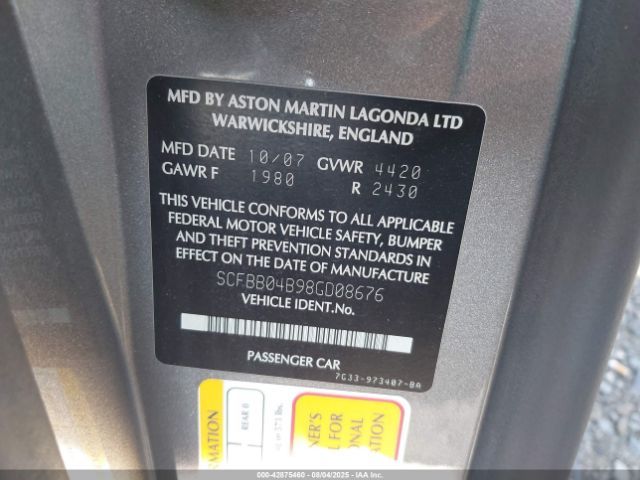 MFD BY ASTON MARTIN LAGONDA LTD
WARWICKSHIRE, ENGLAND
MFD DATE 10/07 GVWR 4420
GAWR F 1980 R 2430
THIS VEHICLE CONFORMS TO ALL APPLICABLE
FEDERAL MOTOR VEHICLE SAFETY, BUMPER
AND THEFT PREVENTION STANDARDS IN
EFFECT ON THE DATE OF MANUFACTURE
SCFBB04B98GD08676
VEHICLE IDENT.No.
PASSENGER CAR
7G33-973407-BA
REAR 0
000-42875460 - 08/04/2025 - IAA